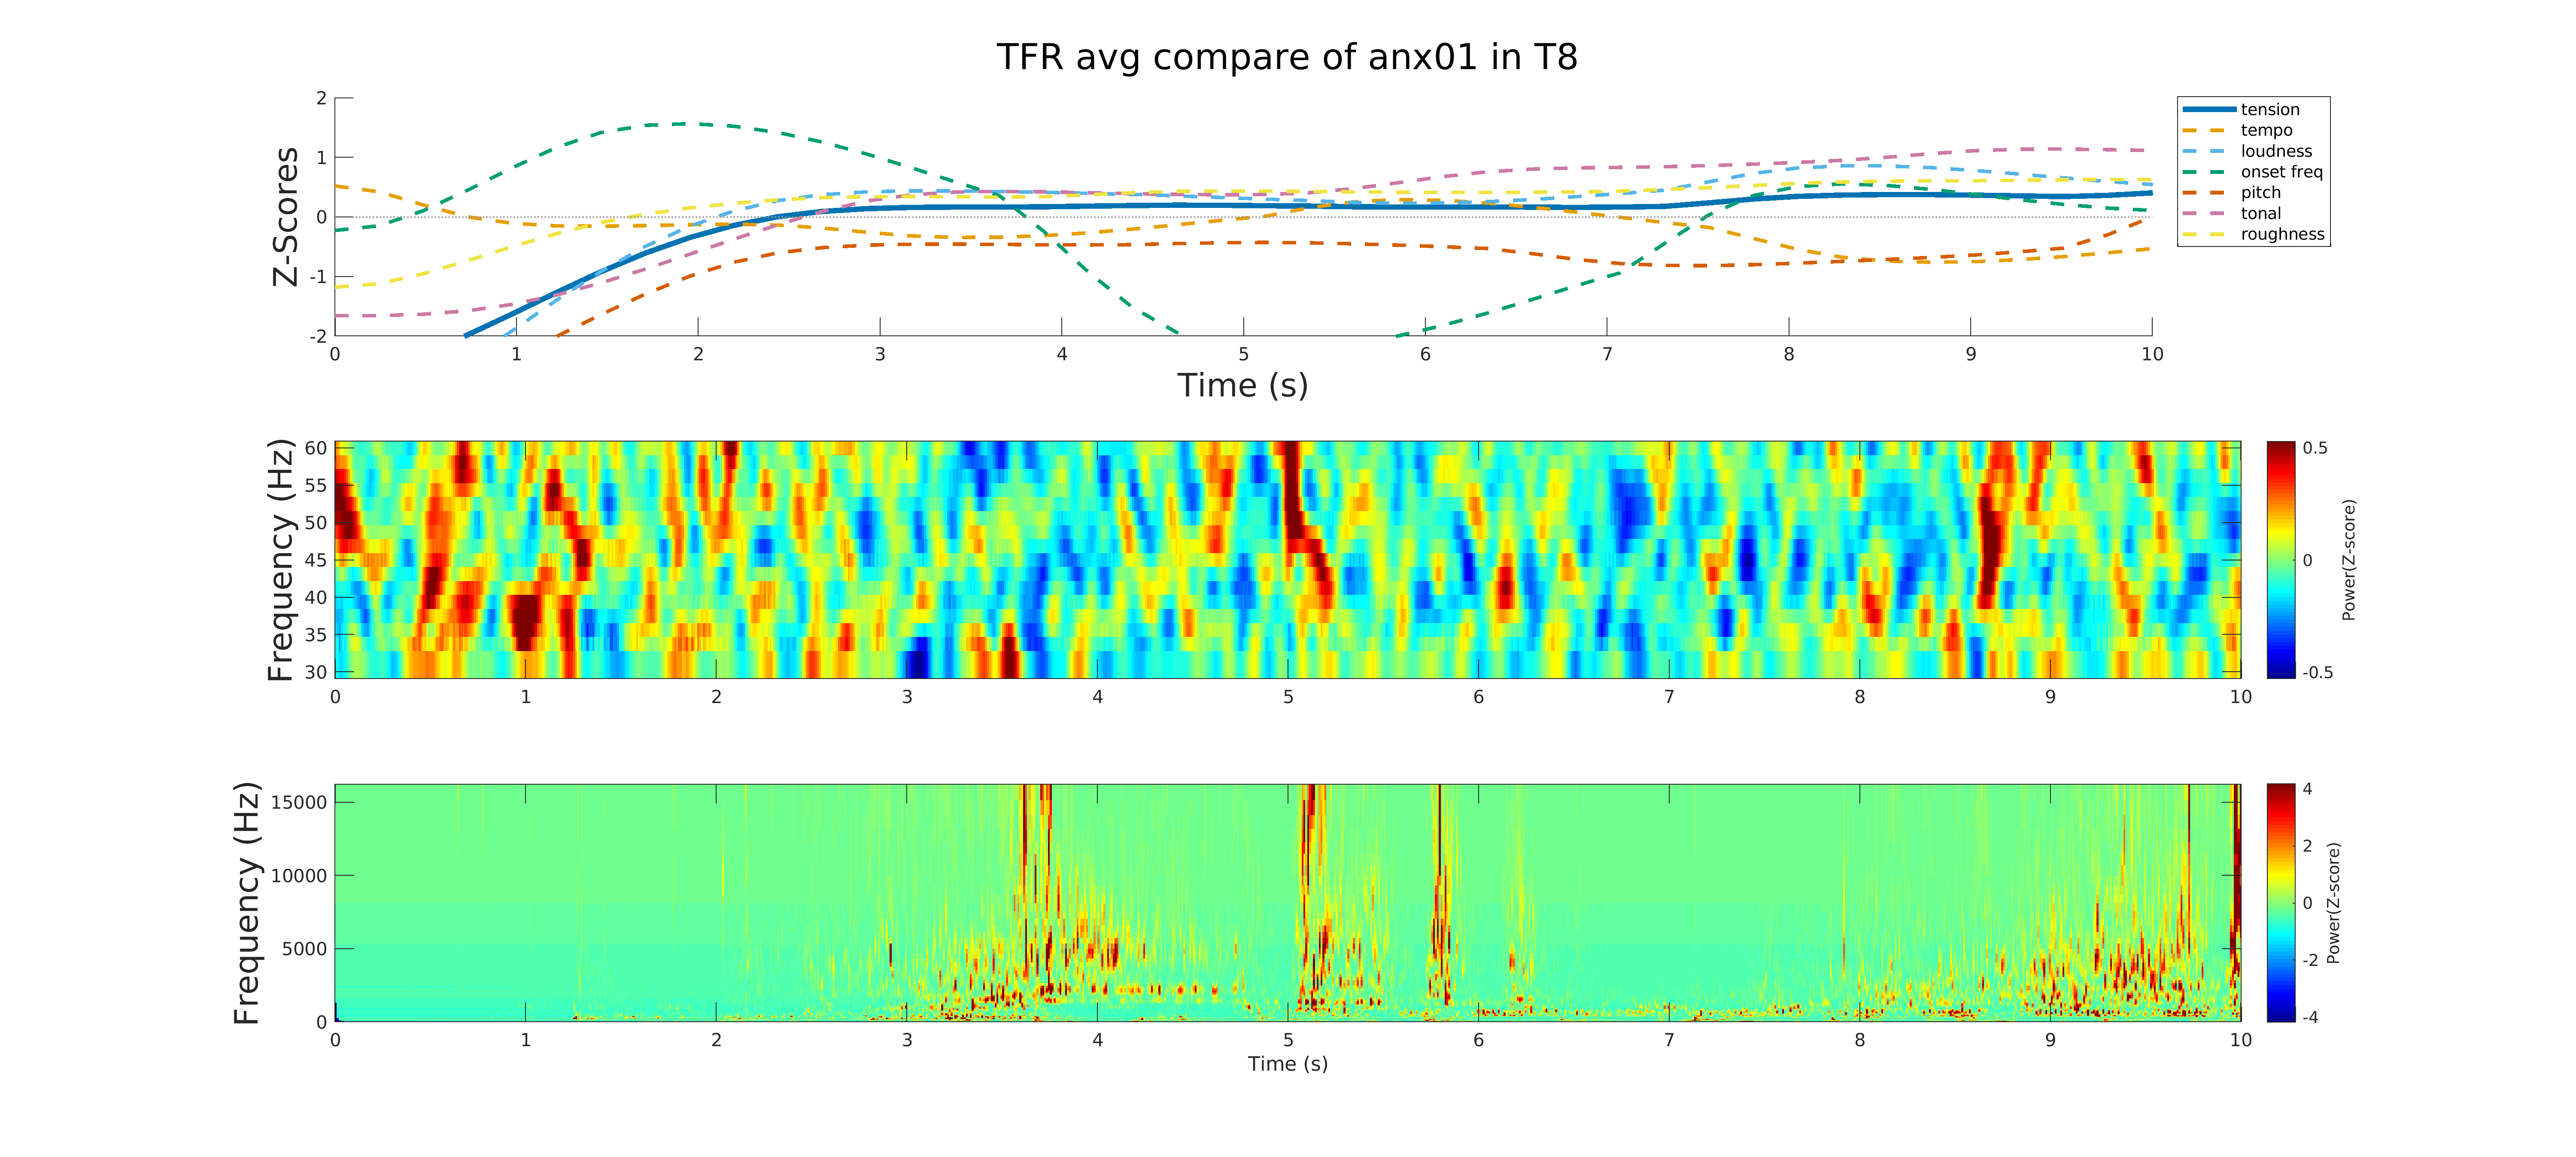 TFR avg compare of anx01 in T8
2
1
0
-1
-2
Z-Scores
0 1 2 3 4 5 6 7 8 9 10
Time (s)
tension
tempo
loudness
onset freq
pitch
tonal
roughness
60
55
50
45
40
35
30
Frequency (Hz)
0 1 2 3 4 5 6 7 8 9 10
0.5
0
-0.5
Power(Z-score)
15000
10000
5000
0
Frequency (Hz)
0 1 2 3 4 5 6 7 8 9 10
Time (s)
4
2
0
-2
-4
Power(Z-score)